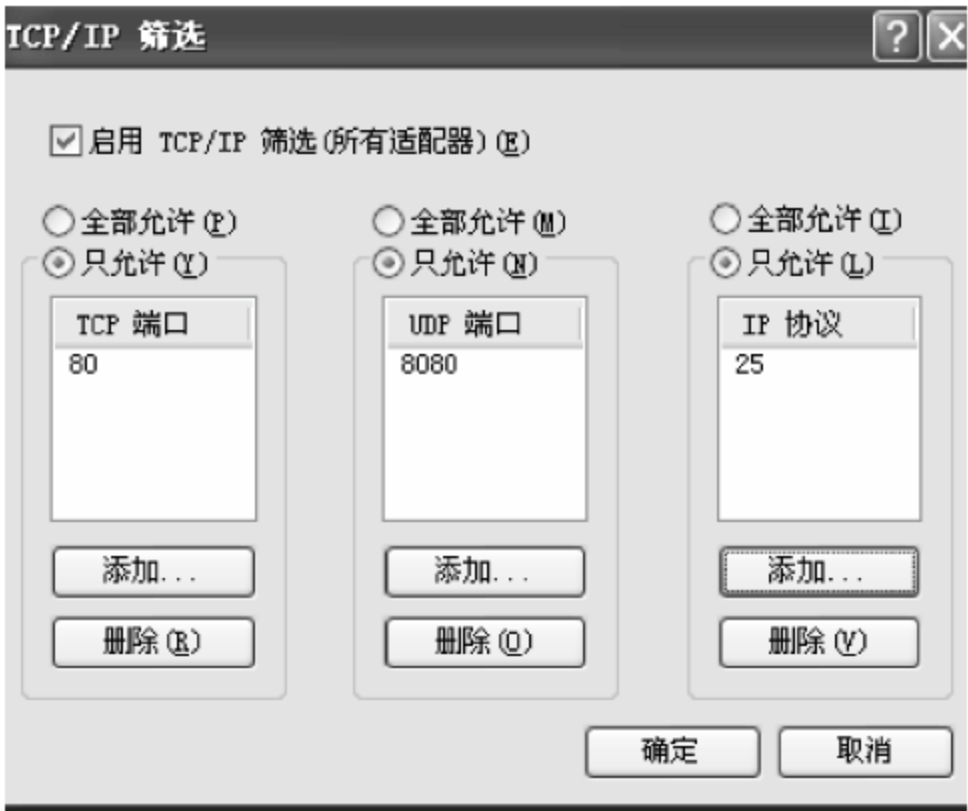 TCP/IP 筛选
启用 TCP/IP 筛选(所有适配器)(E)
全部允许(P)
只允许(Y)
TCP 端口
80
添加...
删除(R)
全部允许(M)
只允许(N)
UDP 端口
8080
添加...
删除(O)
全部允许(I)
只允许(L)
IP 协议
25
添加...
删除(V)
确定
取消